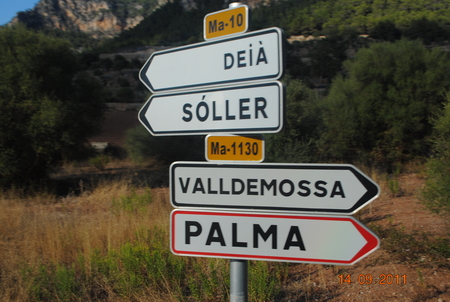 Ma-10
DEIÀ
SÓLLER
Ma-1130
VALLDEMOSSA
PALMA
14.09.2011